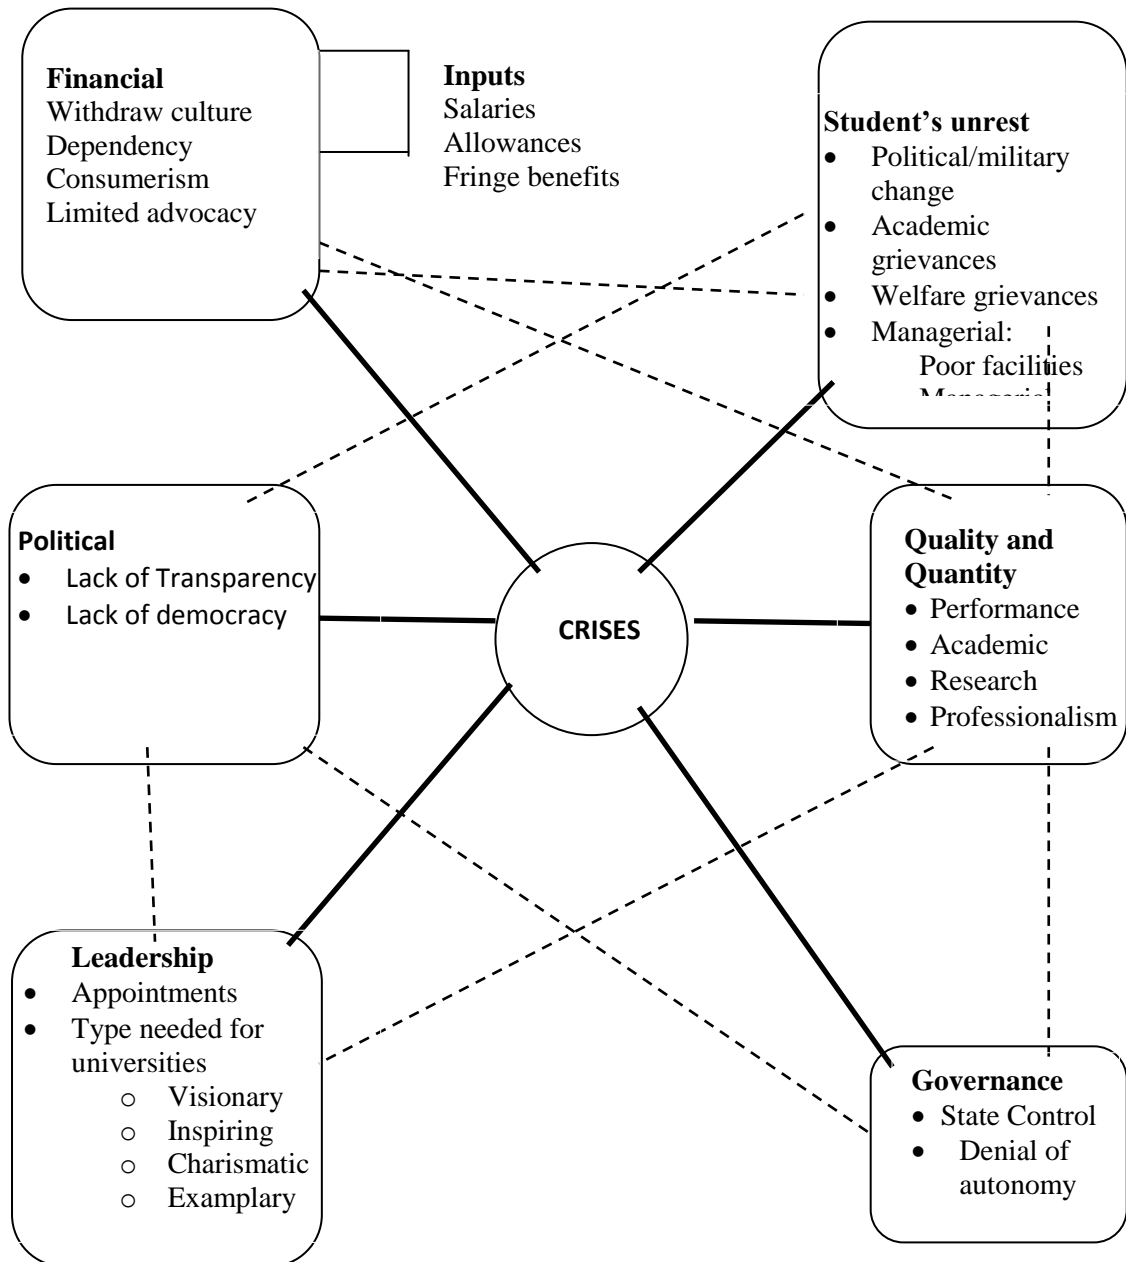 Financial
Withdraw culture
Dependency
Consumerism
Limited advocacy
Inputs
Salaries
Allowances
Fringe benefits
Student’s unrest
• Political/military
change
• Academic
grievances
• Welfare grievances
• Managerial:
Poor facilities
Political
• Lack of Transparency
• Lack of democracy
CRISES
Quality and
Quantity
• Performance
• Academic
• Research
• Professionalism
Leadership
• Appointments
• Type needed for
universities
o Visionary
o Inspiring
o Charismatic
o Examplary
Governance
• State Control
• Denial of
autonomy